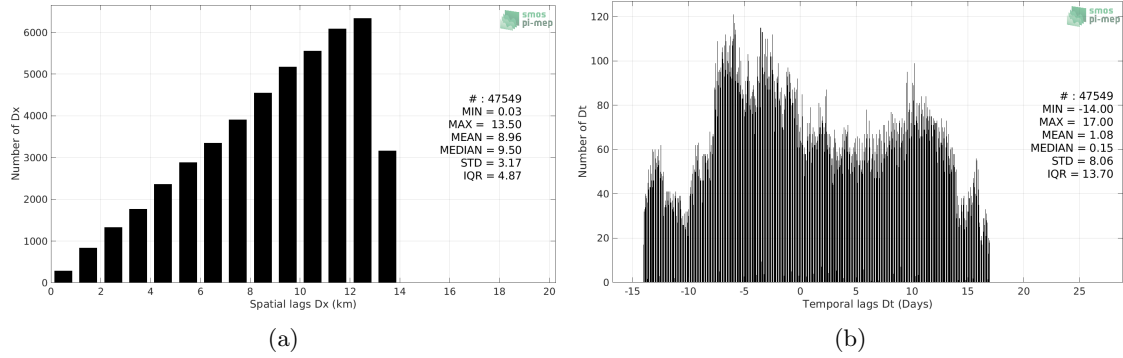 smos
pi-mep
6000
5000
4000
3000
2000
1000
0
Number of Dx
# : 47549
MIN = 0.03
MAX = 13.50
MEAN = 8.96
MEDIAN = 9.50
STD = 3.17
IQR = 4.87
0 2 4 6 8 10 12 14 16 18 20
Spatial lags Dx (km)
(a)
smos
pi-mep
120
100
80
60
40
20
0
Number of Dt
# : 47549
MIN = -14.00
MAX = 17.00
MEAN = 1.08
MEDIAN = 0.15
STD = 8.06
IQR = 13.70
-15 -10 -5 0 5 10 15 20 25
Temporal lags Dt (Days)
(b)